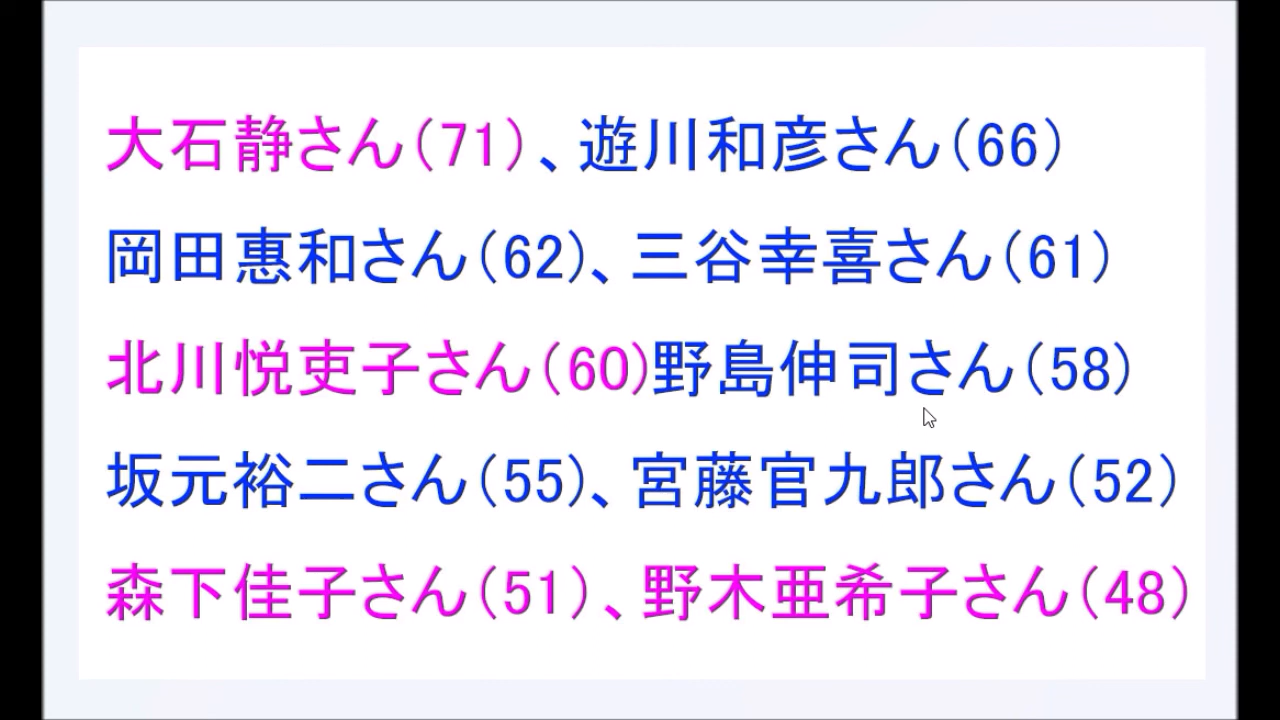 大石静さん（71）、遊川和彦さん（66）
岡田惠和さん（62）、三谷幸喜さん（61）
北川悦吏子さん（60)野島伸司さん（58）
坂元裕二さん（55）、宮藤官九郎さん（52）
森下佳子さん（51）、野木亜希子さん（48）